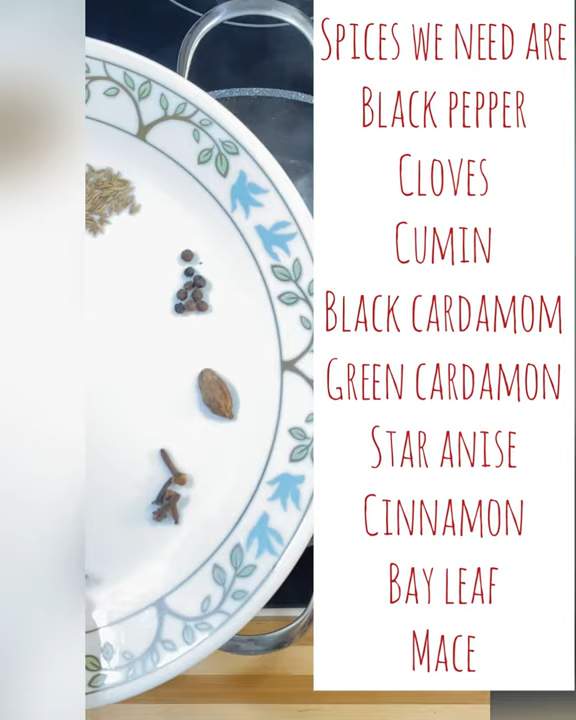 Spices we need are
Black pepper
Cloves
Cumin
Black cardamom
Green cardamon
Star anise
Cinnamon
Bay leaf
Mace